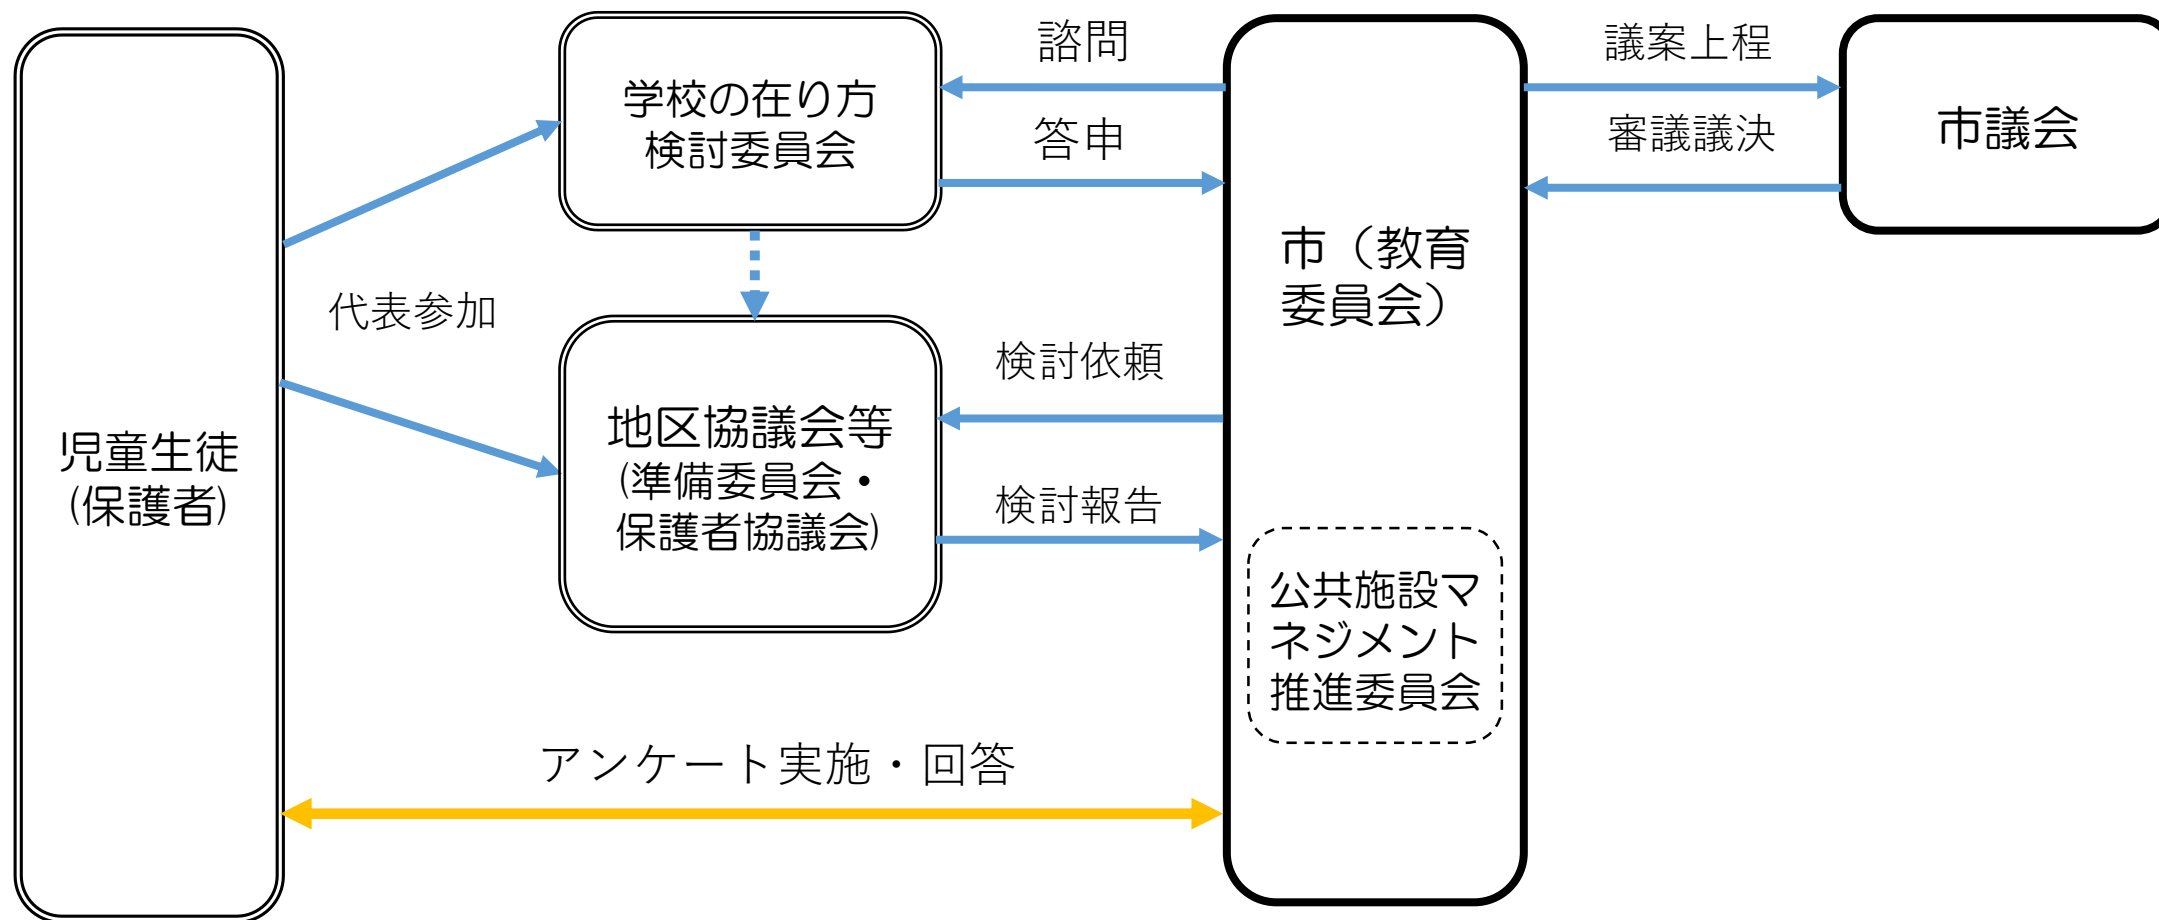 児童生徒
(保護者)
代表参加
学校の在り方
検討委員会
地区協議会等
(準備委員会・
保護者協議会)
諮問
答申
検討依頼
検討報告
アンケート実施・回答
市（教育
委員会）
公共施設マ
ネジメント
推進委員会
議案上程
審議議決
市議会